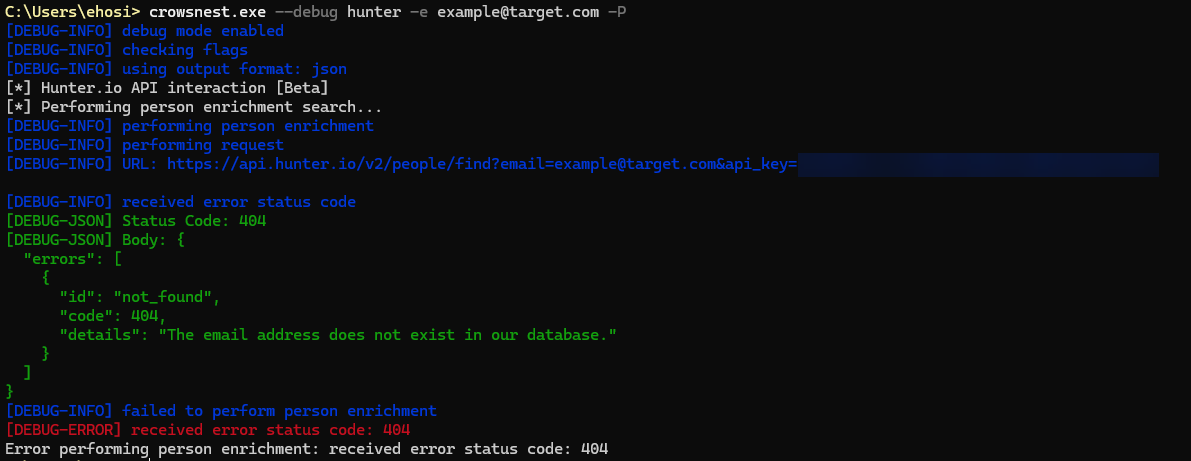 C:\Users\ehosi> crowsnest.exe --debug hunter -e example@target.com -P
[DEBUG-INFO] debug mode enabled
[DEBUG-INFO] checking flags
[DEBUG-INFO] using output format: json
[*] Hunter.io API interaction [Beta]
[*] Performing person enrichment search...
[DEBUG-INFO] performing person enrichment
[DEBUG-INFO] performing request
[DEBUG-INFO] URL: https://api.hunter.io/v2/people/find?email=example@target.com&api_key=
[DEBUG-INFO] received error status code
[DEBUG-JSON] Status Code: 404
[DEBUG-JSON] Body: {
  "errors": [
    {
      "id": "not_found",
      "code": 404,
      "details": "The email address does not exist in our database."
    }
  ]
}
[DEBUG-INFO] failed to perform person enrichment
[DEBUG-ERROR] received error status code: 404
Error performing person enrichment: received error status code: 404